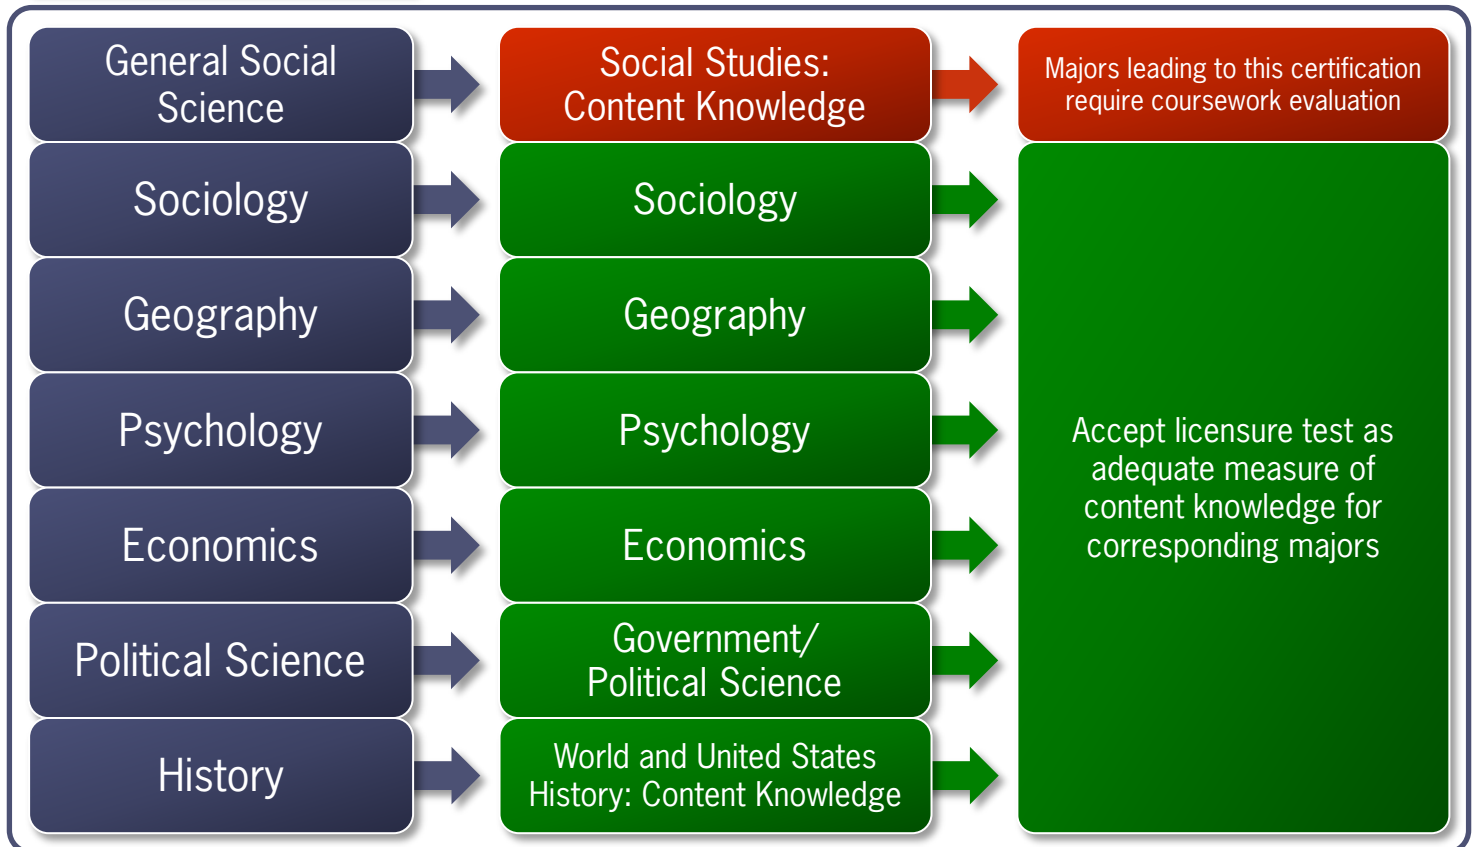 General Social
Science
Social Studies:
Content Knowledge
Majors leading to this certification
require coursework evaluation
Sociology
Sociology
Geography
Geography
Psychology
Psychology
Economics
Economics
Political Science
Government/
Political Science
History
World and United States
History: Content Knowledge
Accept licensure test as
adequate measure of
content knowledge for
corresponding majors